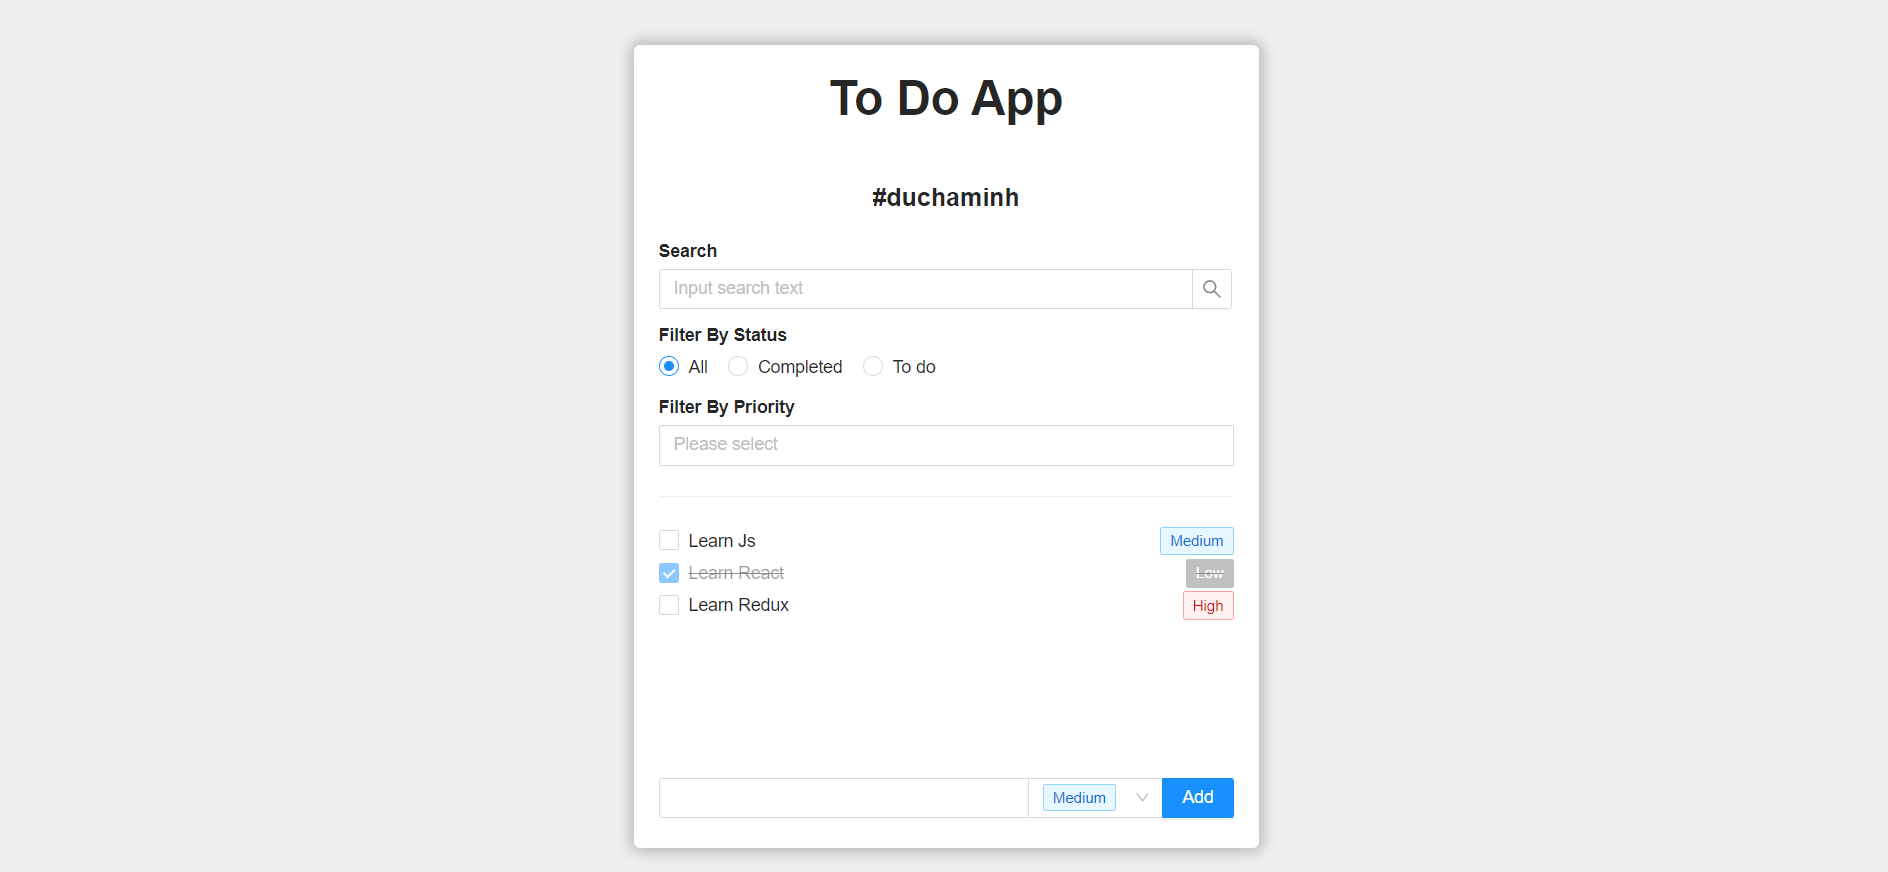 To Do App
#duchaminh
Search
Input search text
Filter By Status
All Completed To do
Filter By Priority
Please select
Learn Js Medium
Learn React Low
Learn Redux High
Medium Add